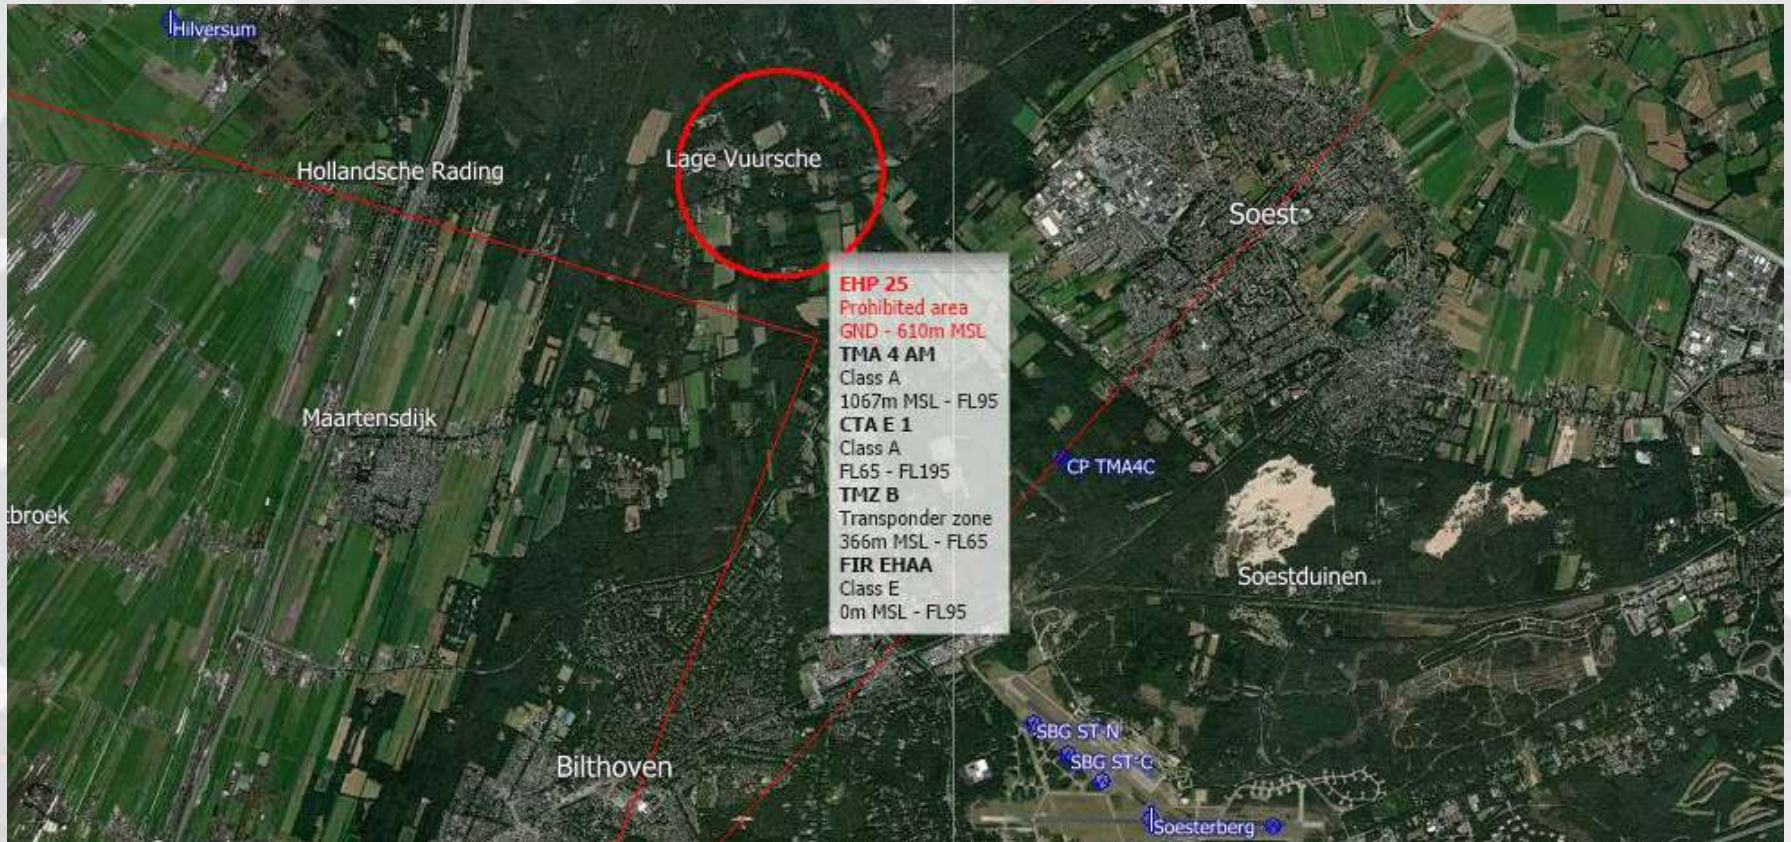 Hilversum
Lage Vuursche
Hollandsche Rading
Soest
EHP 25
Prohibited area
GND - 610m MSL
TMA 4 AM
Class A
1067m MSL - FL95
CTA E 1
Class A
FL65 - FL195
TMZ B
Transponder zone
366m MSL - FL65
FIR EHAA
Class E
0m MSL - FL95
Maartensdijk
CP TMA4C
tbroek
Soestduinen
SBG ST-N
SBG ST-C
Bilthoven
Soesterberg